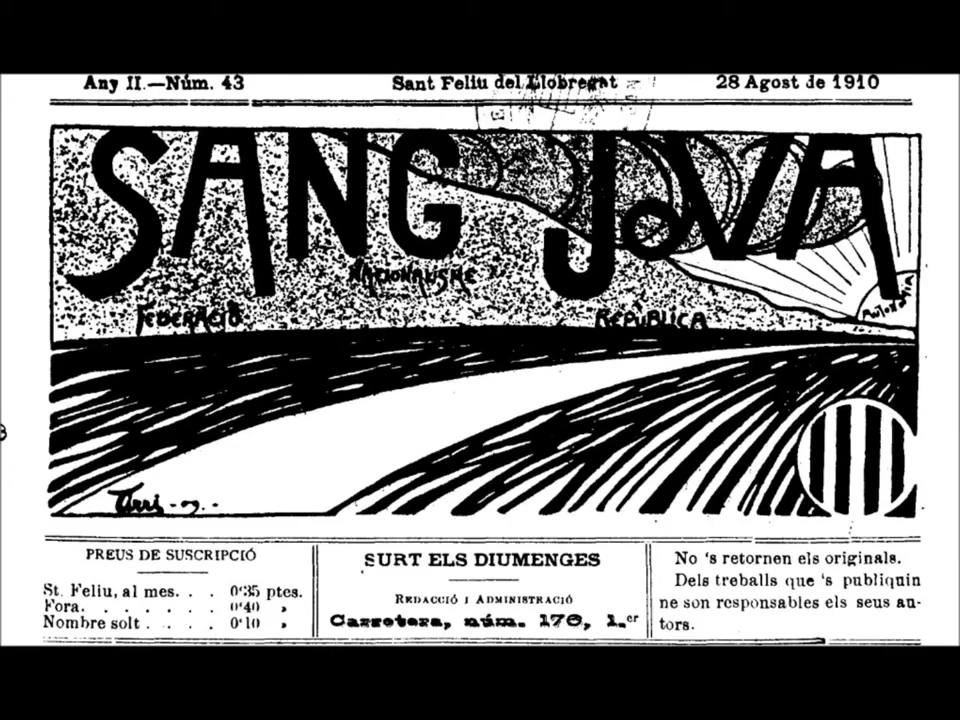 Any II.—Núm. 43
Sant Feliu del Llobregat
28 Agost de 1910
SANG JOVA
NACIONALISME
FEDERACIÓ
REPUBLICA
Autonomia
PREUS DE SUSCRIPCIÓ
St. Feliu, al mes. . . 0'35 ptes.
Fora. . . . . . . 0'40 »
Nombre solt . . . . 0'10 »
SURT ELS DIUMENGES
REDACCIÓ I ADMINISTRACIÓ
Carretera, núm. 176, 1.er
No 's retornen els originals.
Dels treballs que 's publiquin
ne son responsables els seus au-
tors.